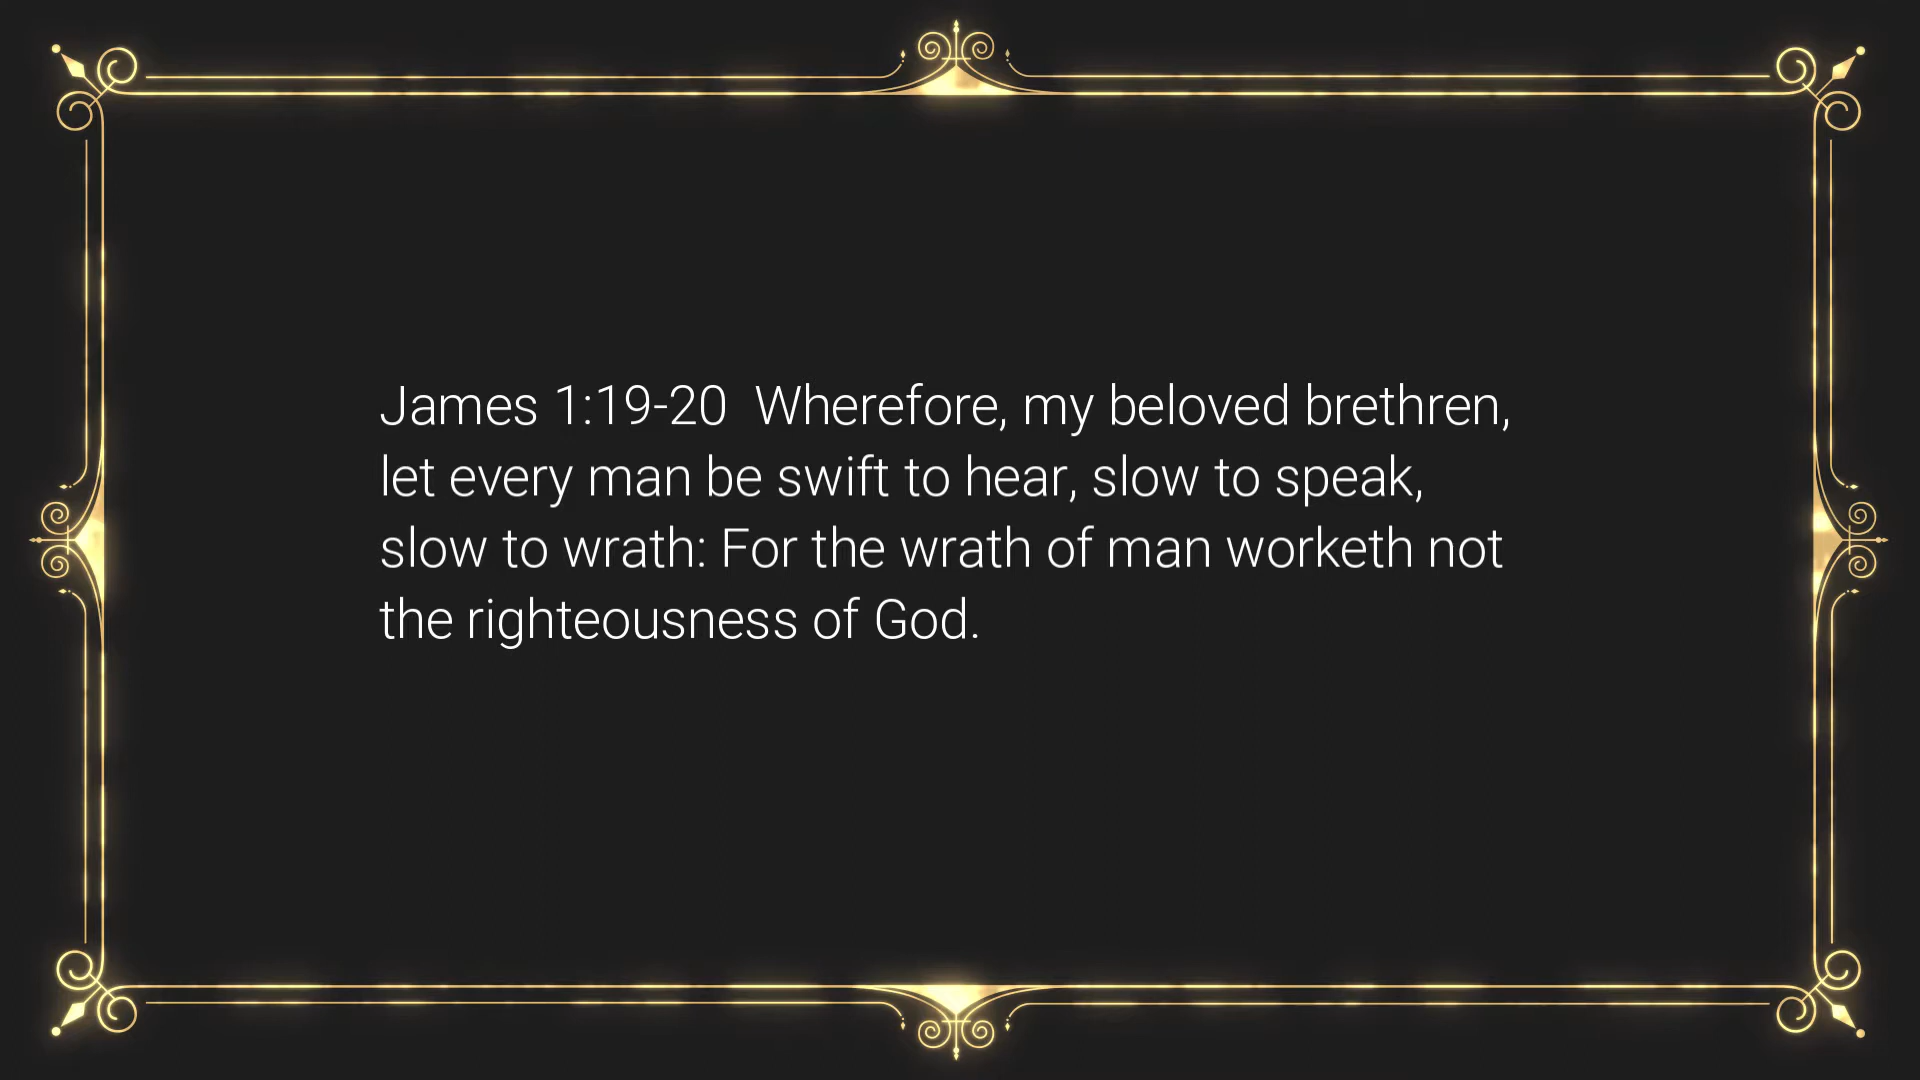 James 1:19-20  Wherefore, my beloved brethren,
let every man be swift to hear, slow to speak,
slow to wrath: For the wrath of man worketh not
the righteousness of God.